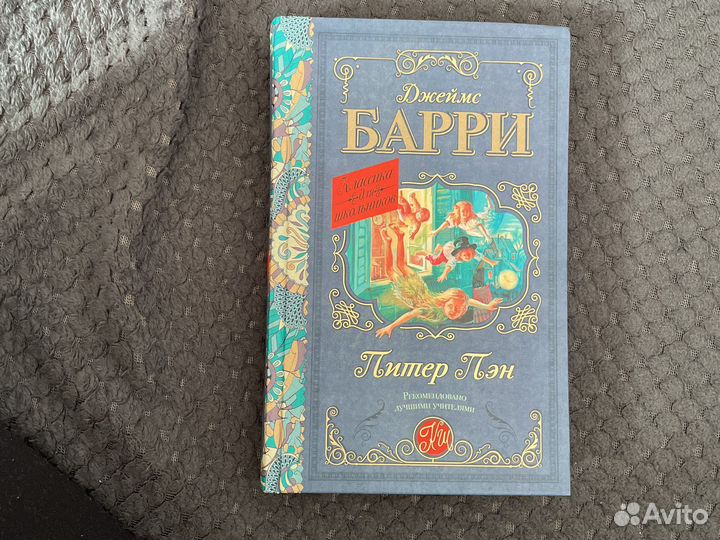 Джеймс
БАРРИ
Классика
для
школьников
Питер Пэн
Рекомендовано
лучшими учителями
КШ
Avito